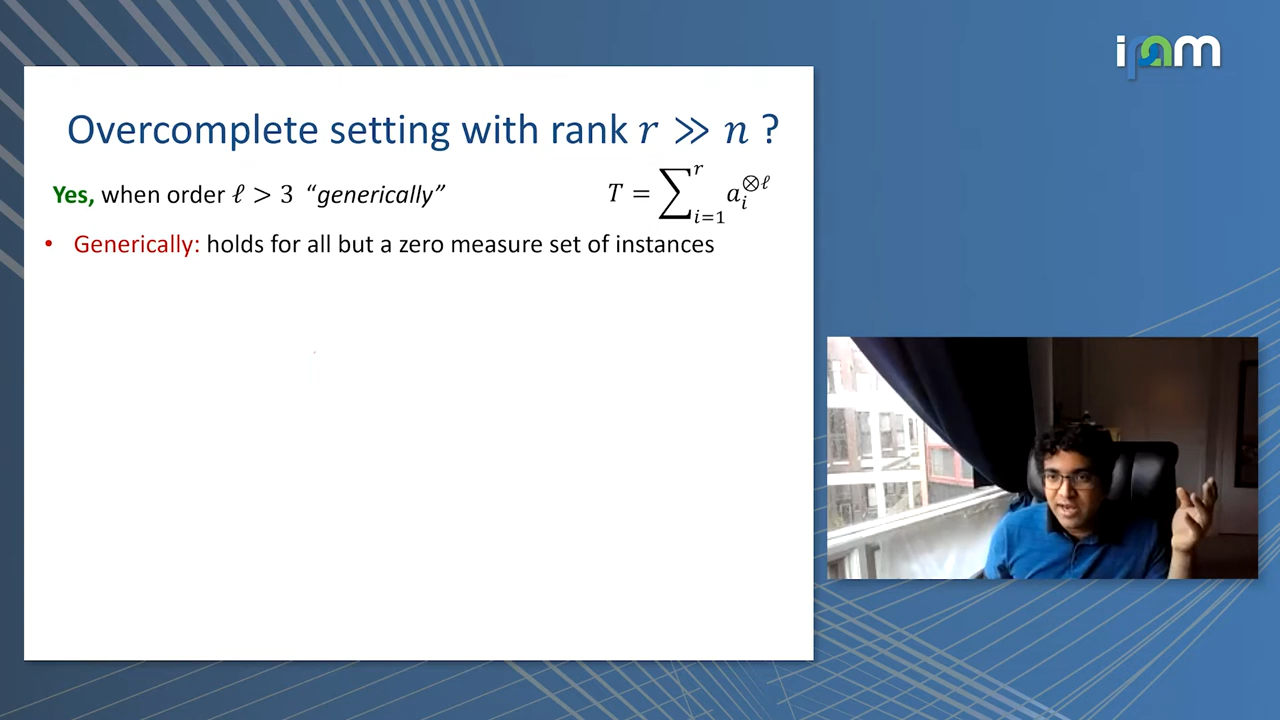 ipam
Overcomplete setting with rank r ≫ n ?
Yes, when order ℓ > 3 “generically”
T = ∑_{i=1}^{r} a_i^{⊗ℓ}
• Generically: holds for all but a zero measure set of instances